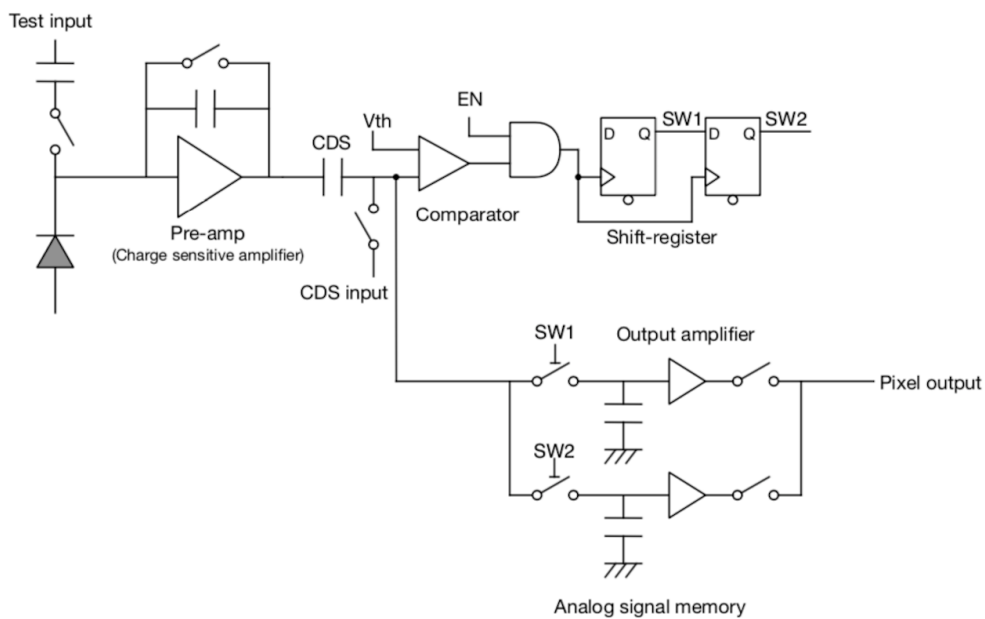 Test input
EN
Vth
CDS
D Q
SW1
D Q
SW2
Comparator
Pre-amp
(Charge sensitive amplifier)
Shift-register
CDS input
SW1
Output amplifier
Pixel output
SW2
Analog signal memory